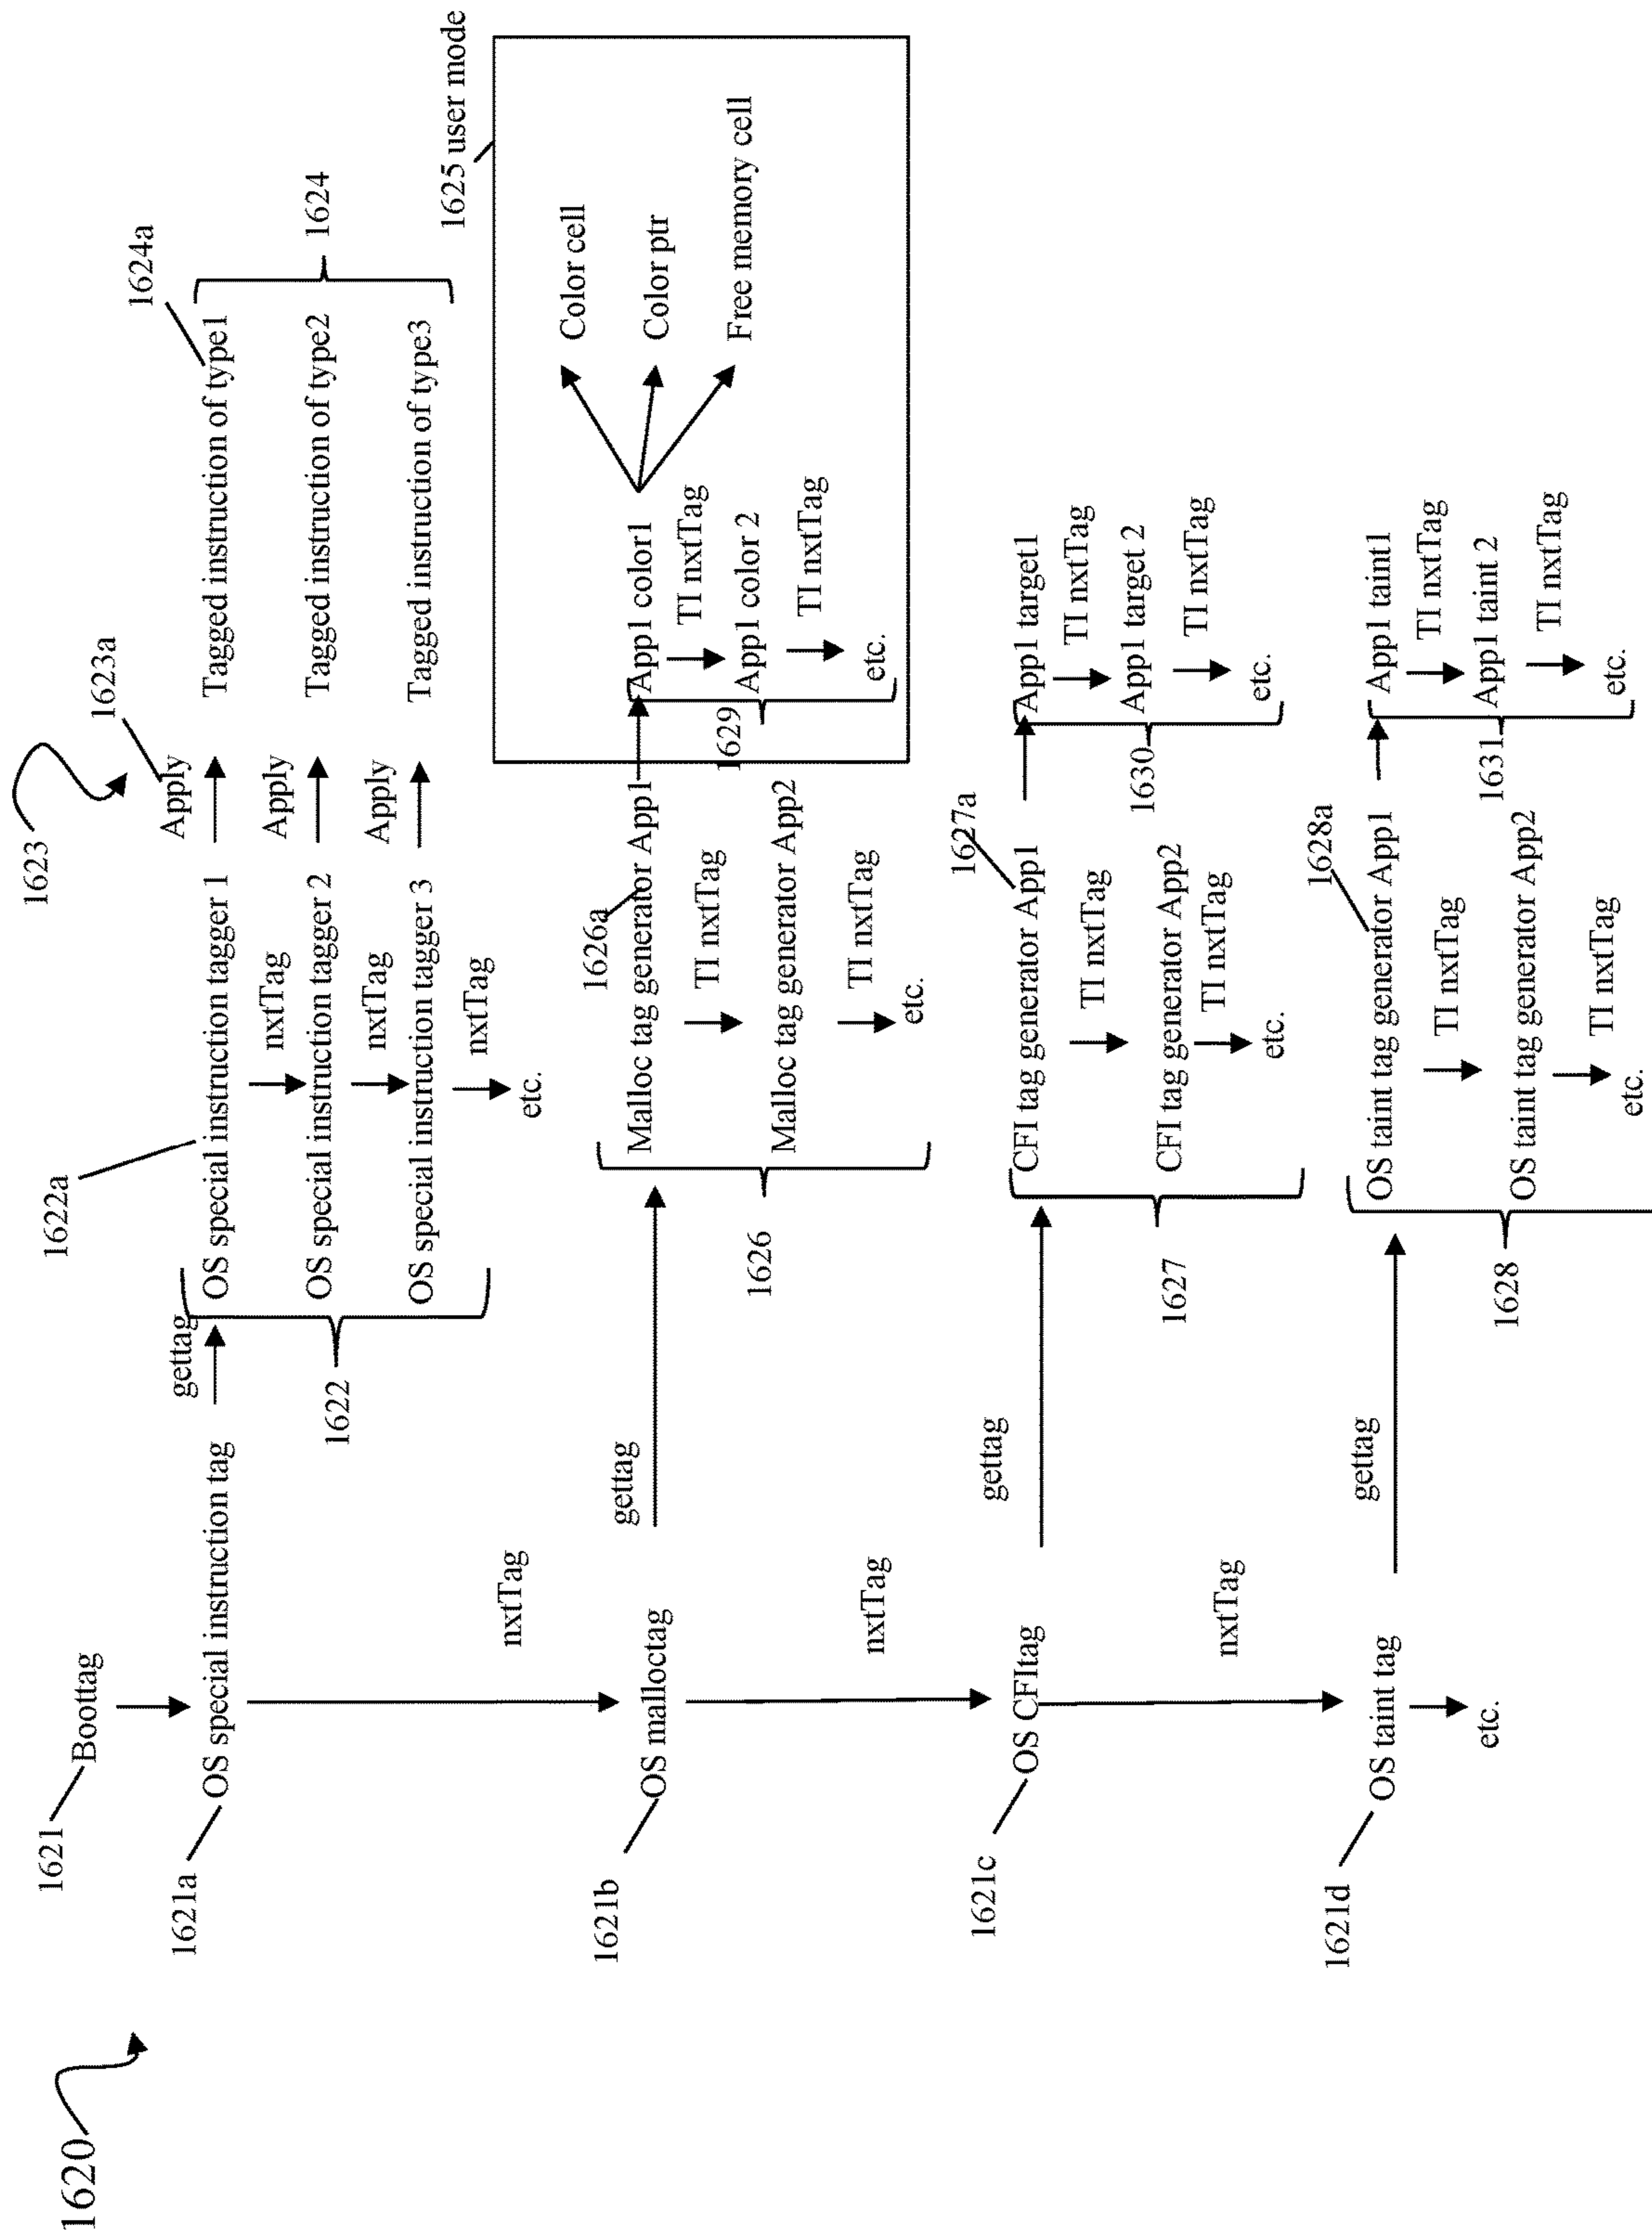 1620
1621
Boottag
1621a
OS special instruction tag
gettag
1622
1622a
OS special instruction tagger 1
nxtTag
OS special instruction tagger 2
nxtTag
OS special instruction tagger 3
nxtTag
etc.
1623
1623a
Apply
Apply
Apply
1624a
Tagged instruction of type1
Tagged instruction of type2
Tagged instruction of type3
1624
nxtTag
1621b
OS malloctag
gettag
1626
1626a
Malloc tag generator App1
TI nxtTag
Malloc tag generator App2
TI nxtTag
etc.
1625 user mode
1629
App1 color1
TI nxtTag
App1 color 2
TI nxtTag
etc.
Color cell
Color ptr
Free memory cell
nxtTag
1621c
OS CFItag
gettag
1627
1627a
CFI tag generator App1
TI nxtTag
CFI tag generator App2
TI nxtTag
etc.
1630
App1 target1
TI nxtTag
App1 target 2
TI nxtTag
etc.
nxtTag
1621d
OS taint tag
etc.
gettag
1628
1628a
OS taint tag generator App1
TI nxtTag
OS taint tag generator App2
TI nxtTag
etc.
1631
App1 taint1
TI nxtTag
App1 taint 2
TI nxtTag
etc.